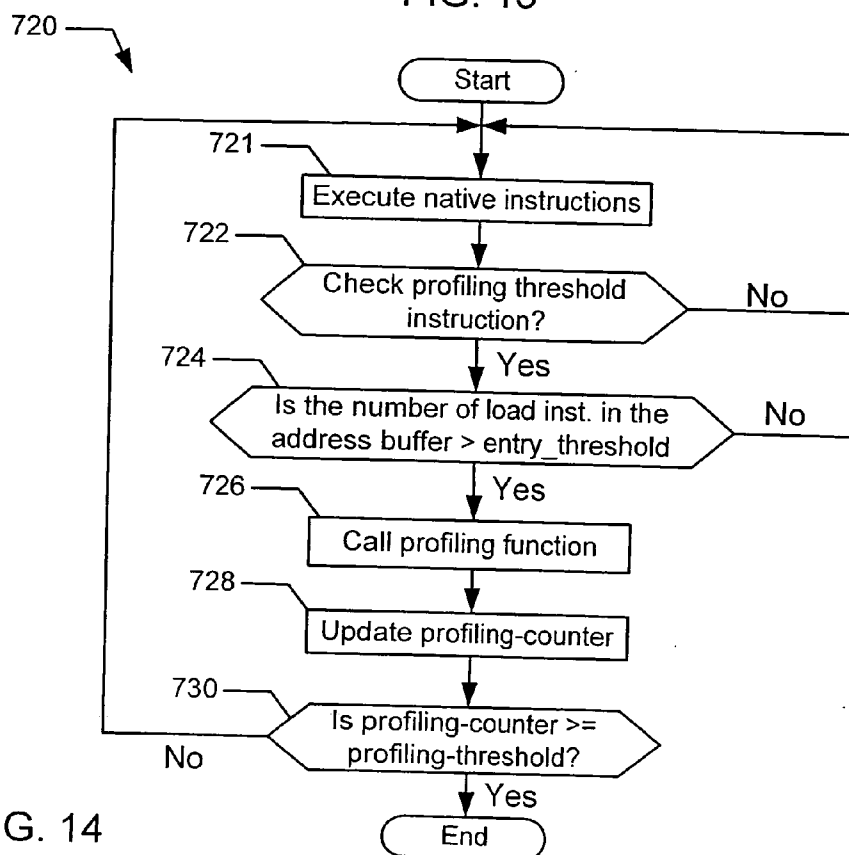 720
Start
721
Execute native instructions
722
Check profiling threshold
instruction?
No
Yes
724
Is the number of load inst. in the
address buffer > entry_threshold
No
Yes
726
Call profiling function
728
Update profiling-counter
730
Is profiling-counter >=
profiling-threshold?
No
Yes
G. 14
End